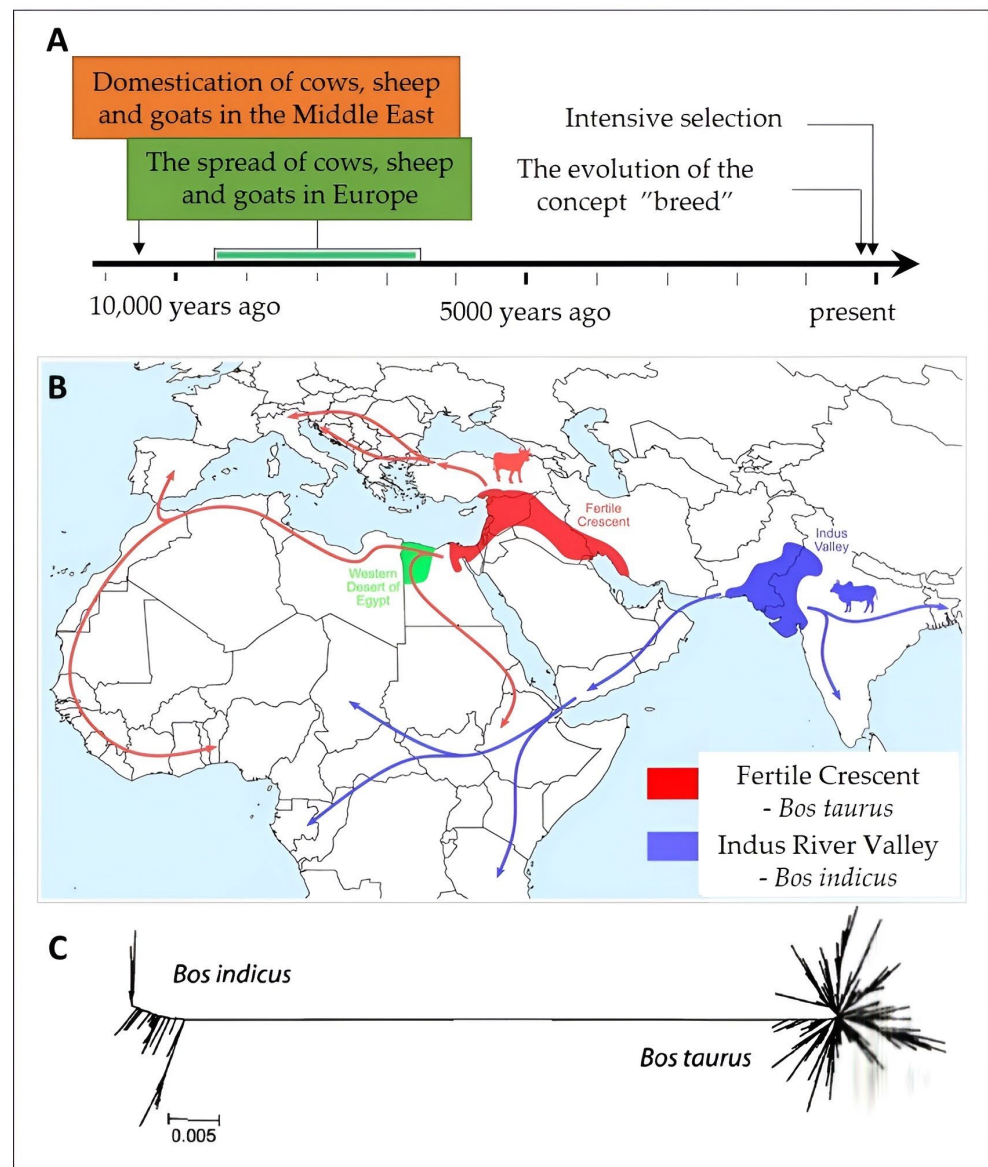 A
Domestication of cows, sheep
and goats in the Middle East
The spread of cows, sheep
and goats in Europe
Intensive selection
The evolution of the
concept ”breed”
10,000 years ago
5000 years ago
present
B
Fertile
Crescent
Indus
Valley
Western
Desert of
Egypt
Fertile Crescent
- Bos taurus
Indus River Valley
- Bos indicus
C
Bos indicus
Bos taurus
0.005